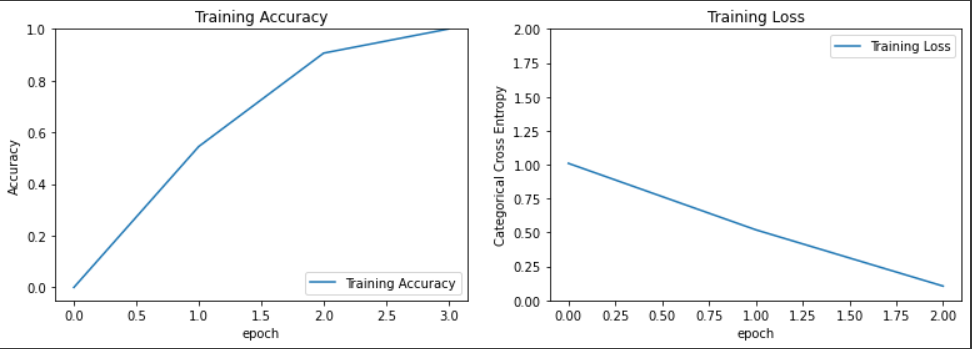 Training Accuracy
1.0
0.8
0.6
0.4
0.2
0.0
Accuracy
Training Accuracy
0.0 0.5 1.0 1.5 2.0 2.5 3.0
epoch
Training Loss
2.00
1.75
1.50
1.25
1.00
0.75
0.50
0.25
0.00
Categorical Cross Entropy
Training Loss
0.00 0.25 0.50 0.75 1.00 1.25 1.50 1.75 2.00
epoch